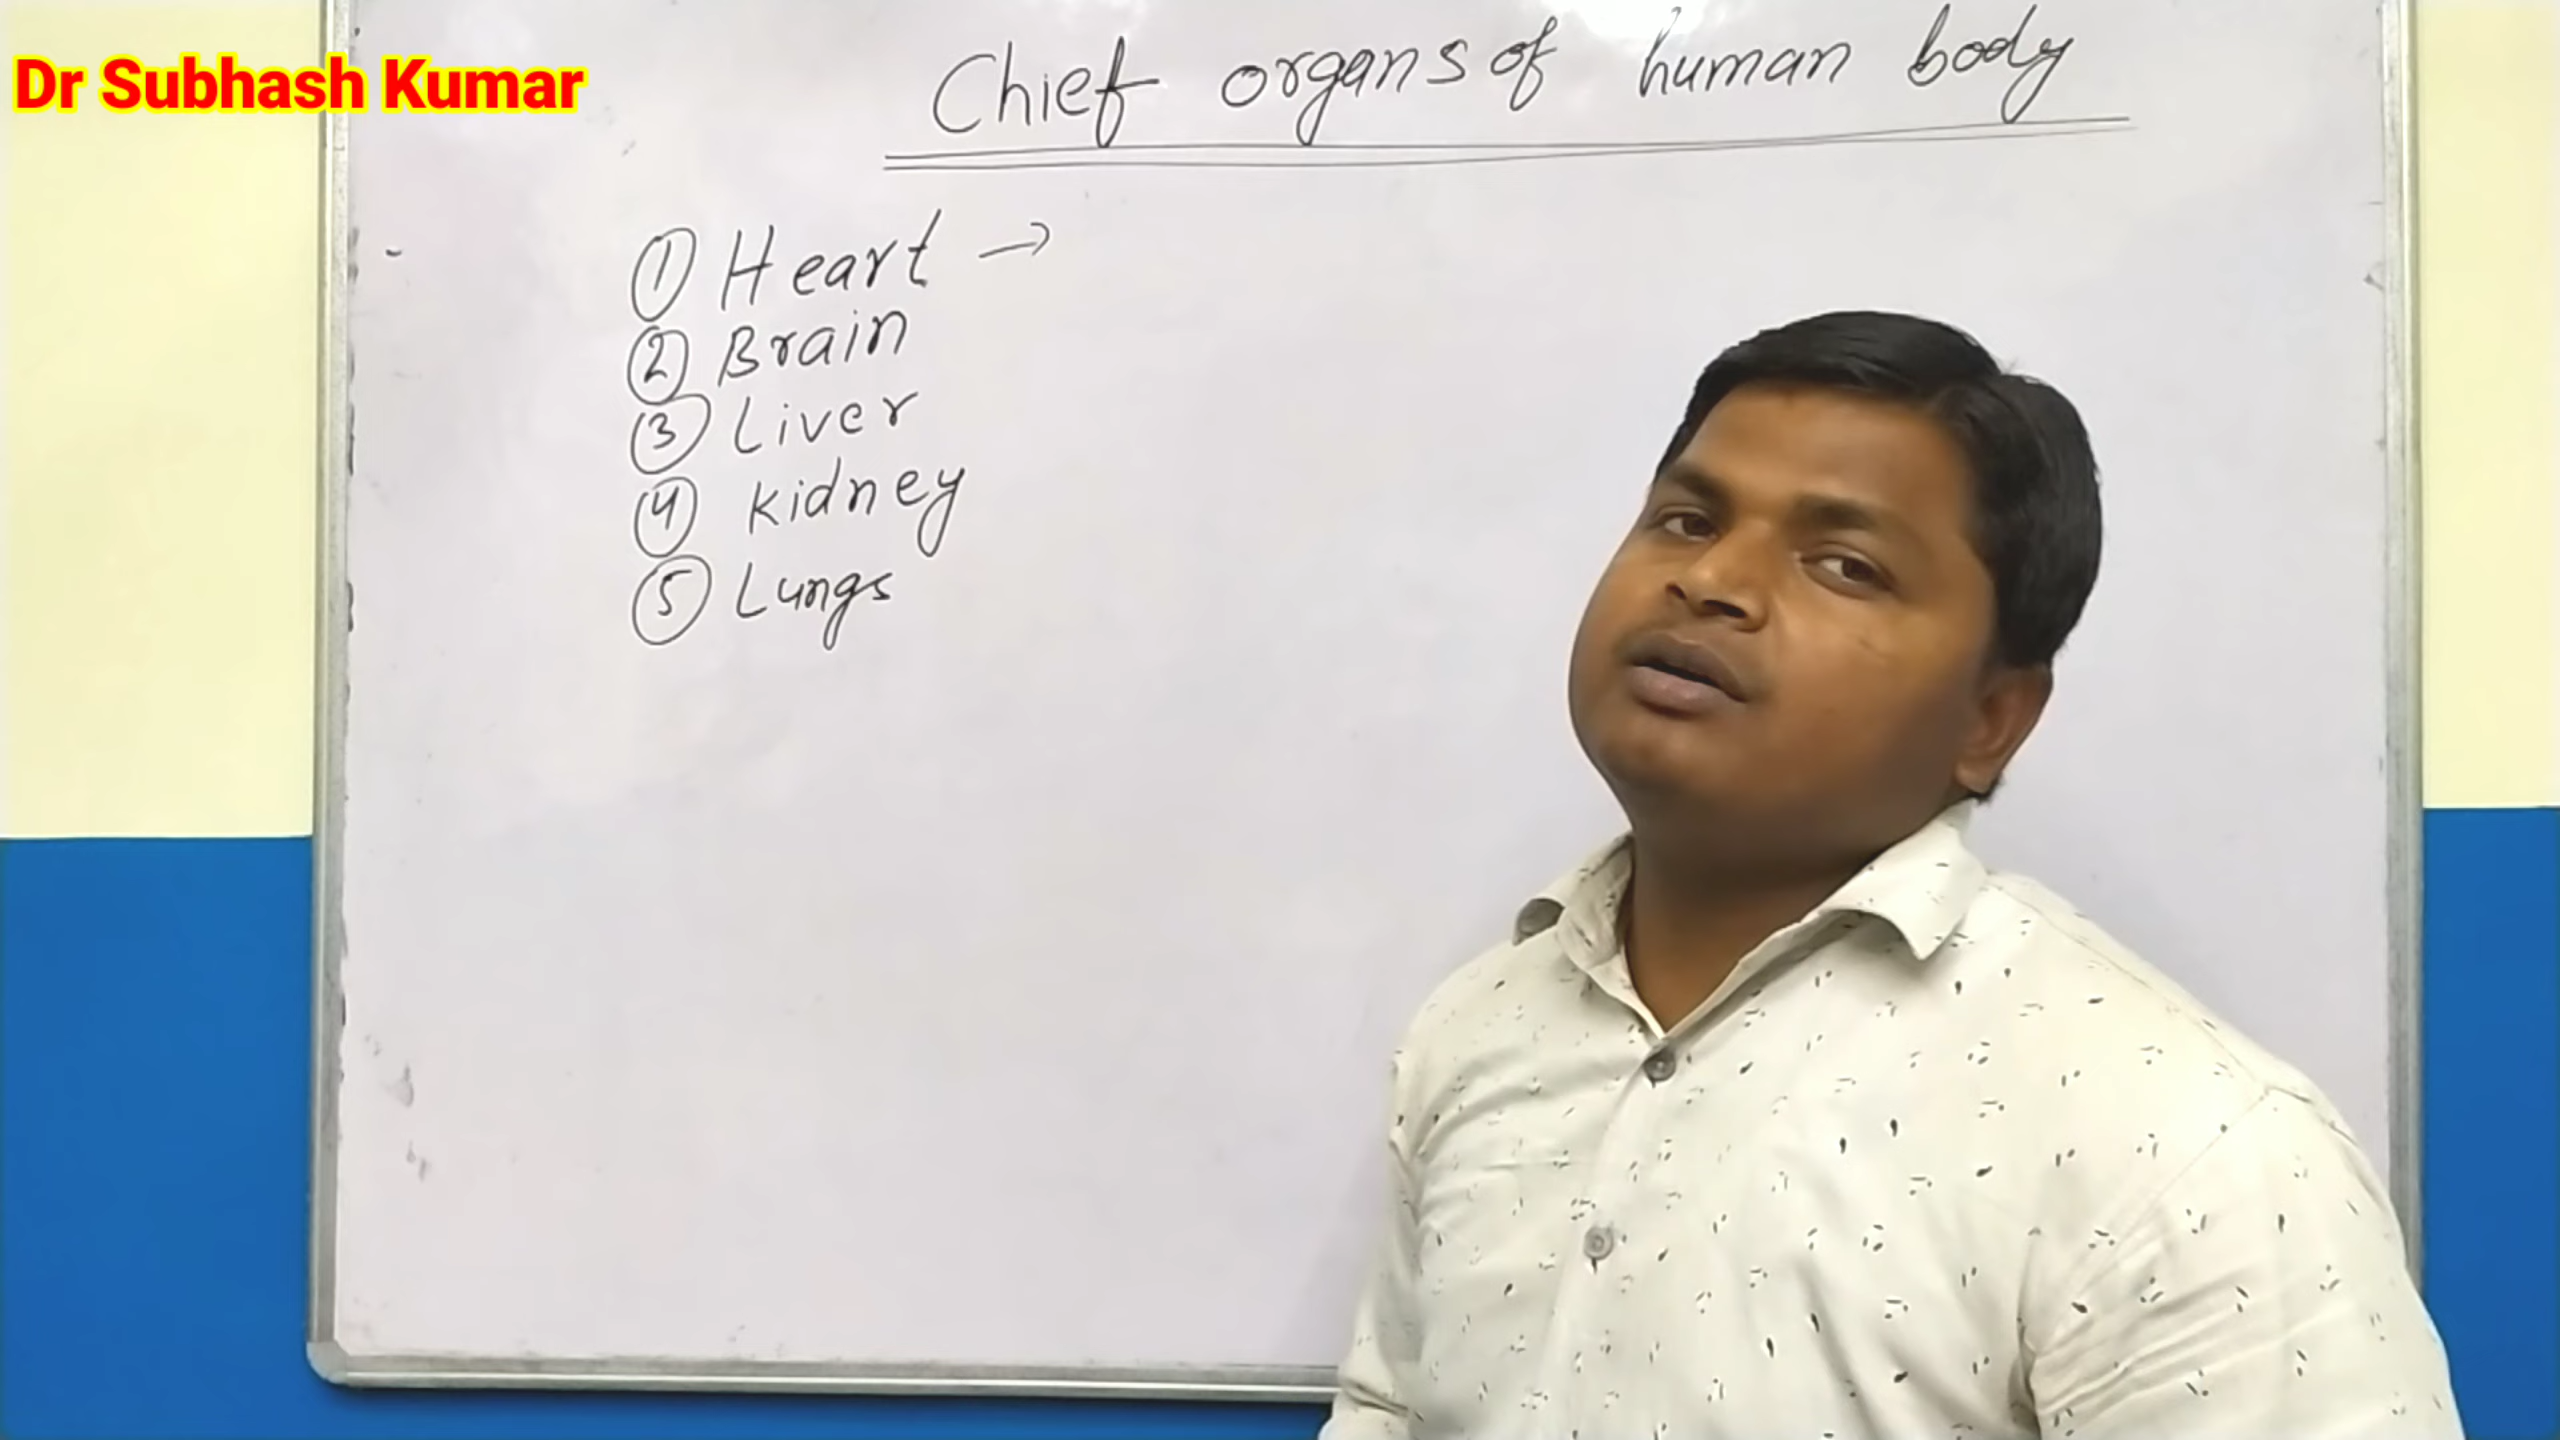 Dr Subhash Kumar
Chief organs of human body
① Heart →
② Brain
③ Liver
④ kidney
⑤ Lungs